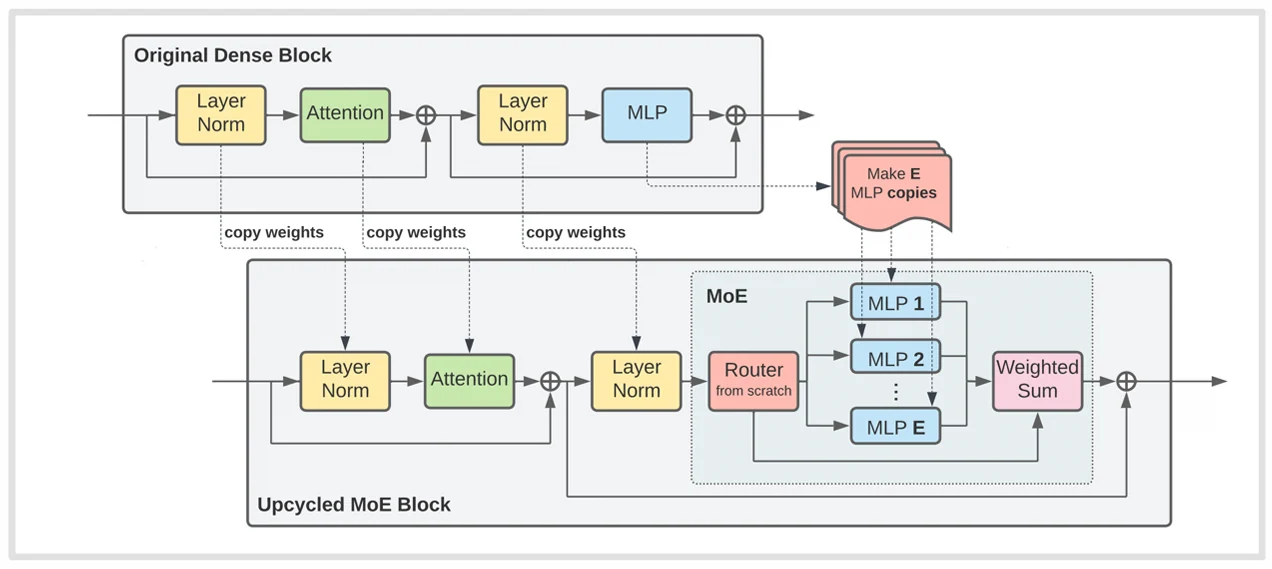 Original Dense Block
Layer
Norm
Attention
Layer
Norm
MLP
Make E
MLP copies
copy weights
copy weights
copy weights
MoE
MLP 1
MLP 2
⋮
MLP E
Layer
Norm
Attention
Layer
Norm
Router
from scratch
Weighted
Sum
Upcycled MoE Block